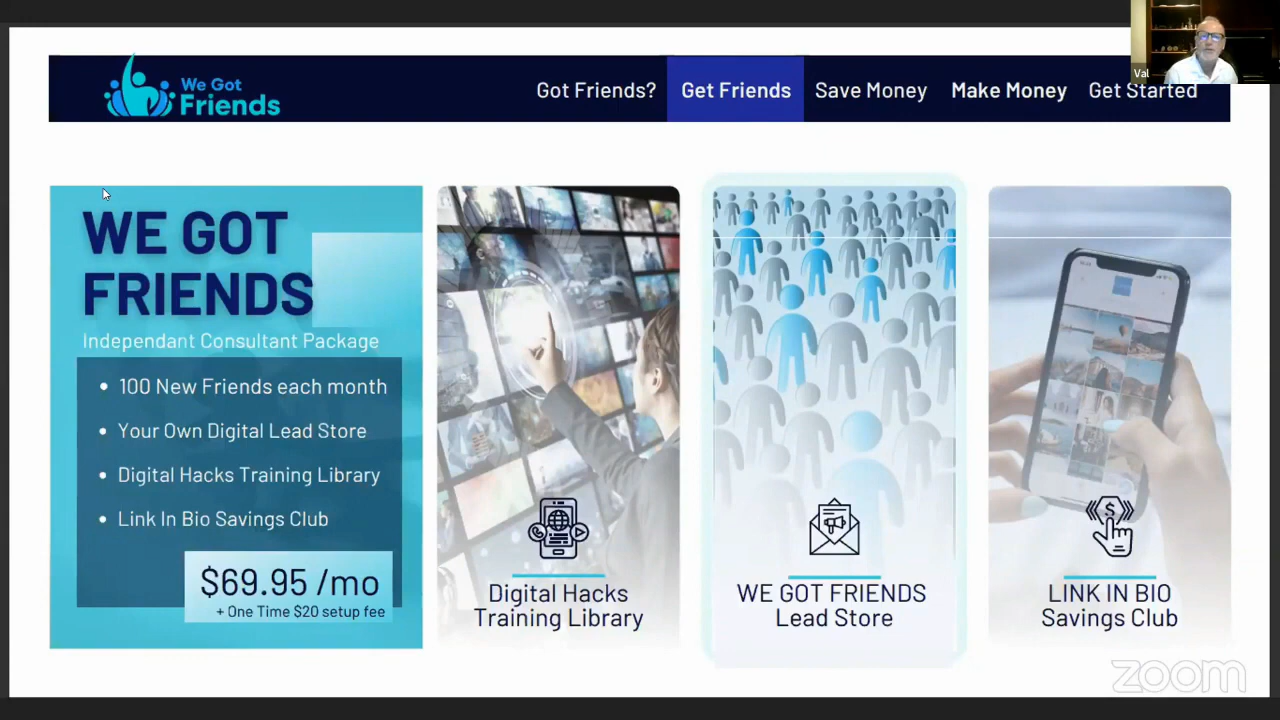 Val
We Got
Friends
Got Friends?
Get Friends
Save Money
Make Money
Get Started
WE GOT
FRIENDS
Independant Consultant Package
• 100 New Friends each month
• Your Own Digital Lead Store
• Digital Hacks Training Library
• Link In Bio Savings Club
$69.95 /mo
+ One Time $20 setup fee
Digital Hacks
Training Library
WE GOT FRIENDS
Lead Store
$
LINK IN BIO
Savings Club
zoom